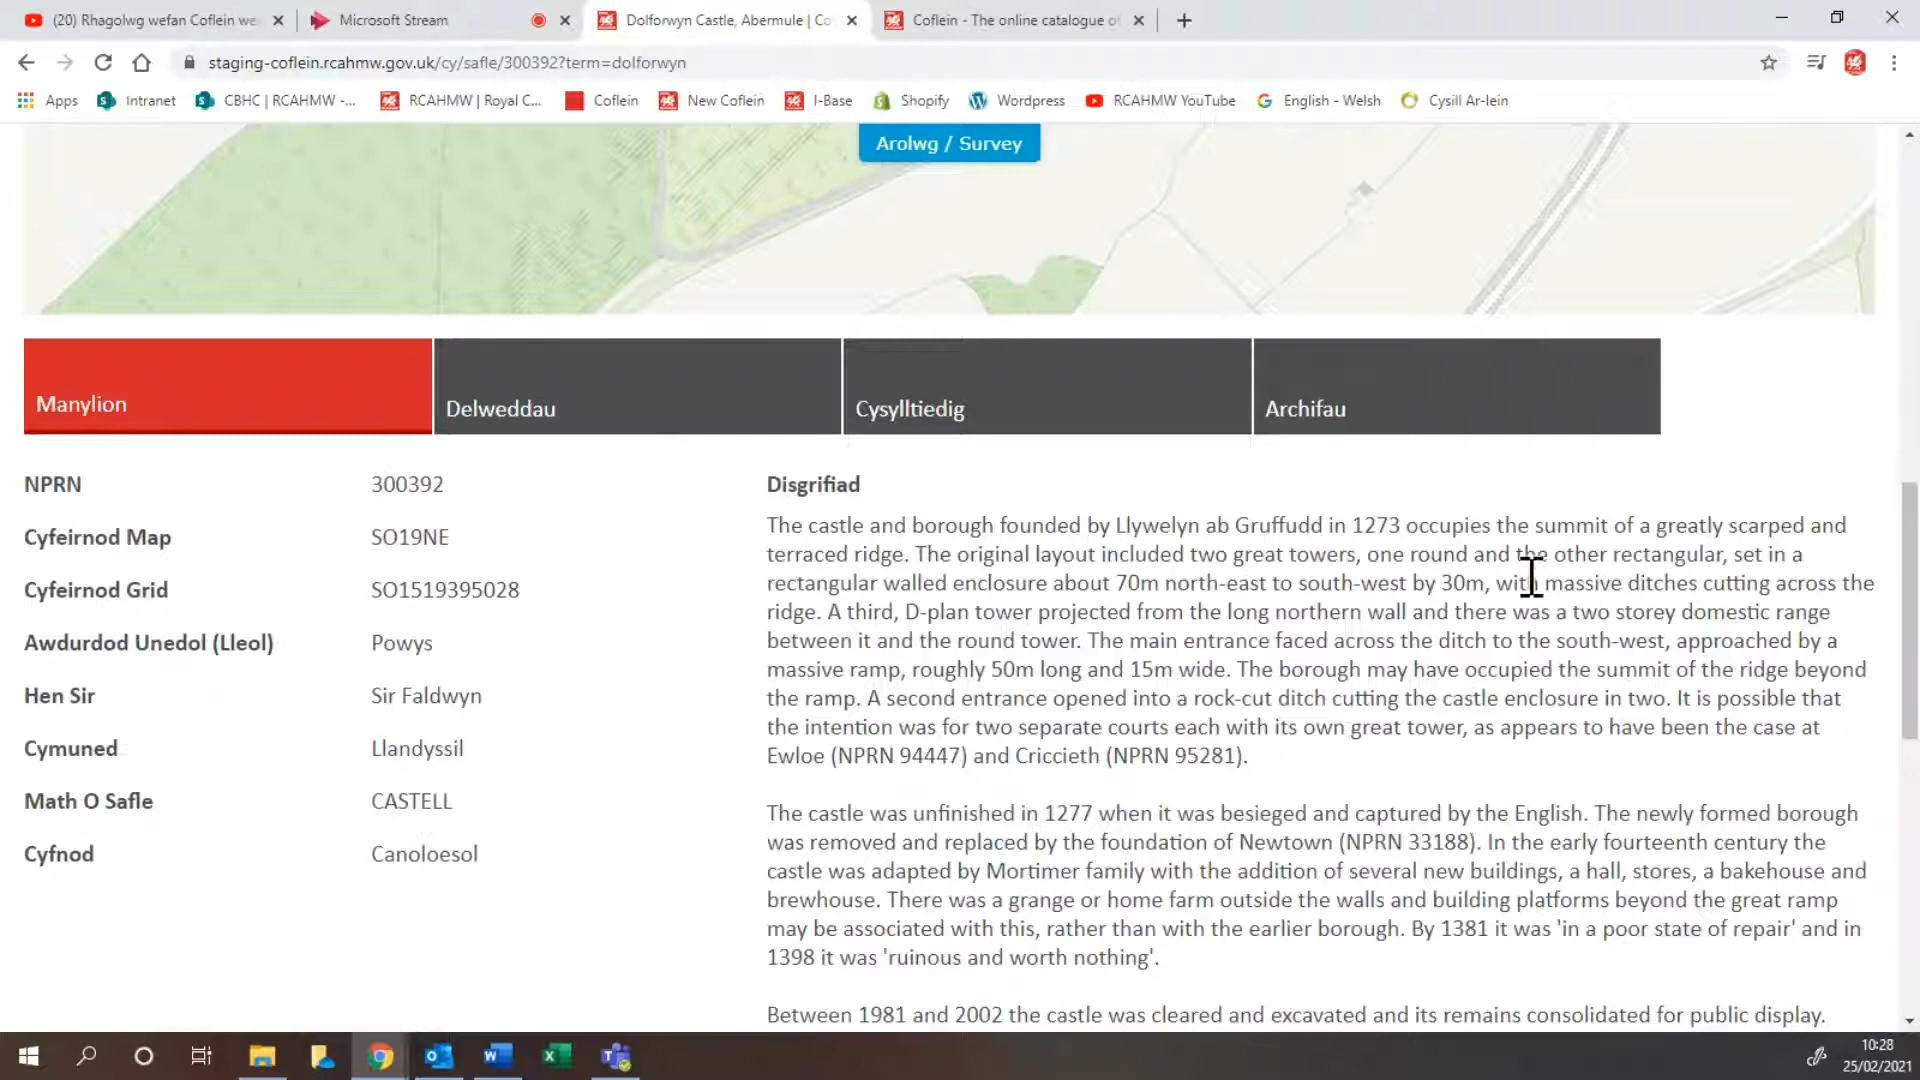 (20) Rhagolwg wefan Coflein we
Microsoft Stream
Dolforwyn Castle, Abermule | Co
Coflein - The online catalogue o
staging-coflein.rcahmw.gov.uk/cy/safle/300392?term=dolforwyn
Apps
Intranet
CBHC | RCAHMW -...
RCAHMW | Royal C...
Coflein
New Coflein
I-Base
Shopify
Wordpress
RCAHMW YouTube
English - Welsh
Cysill Ar-lein
Arolwg / Survey
Manylion
Delweddau
Cysylltiedig
Archifau
NPRN 300392
Cyfeirnod Map SO19NE
Cyfeirnod Grid SO1519395028
Awdurdod Unedol (Lleol) Powys
Hen Sir Sir Faldwyn
Cymuned Llandyssil
Math O Safle CASTELL
Cyfnod Canoloesol
Disgrifiad
The castle and borough founded by Llywelyn ab Gruffudd in 1273 occupies the summit of a greatly scarped and
terraced ridge. The original layout included two great towers, one round and the other rectangular, set in a
rectangular walled enclosure about 70m north-east to south-west by 30m, with massive ditches cutting across the
ridge. A third, D-plan tower projected from the long northern wall and there was a two storey domestic range
between it and the round tower. The main entrance faced across the ditch to the south-west, approached by a
massive ramp, roughly 50m long and 15m wide. The borough may have occupied the summit of the ridge beyond
the ramp. A second entrance opened into a rock-cut ditch cutting the castle enclosure in two. It is possible that
the intention was for two separate courts each with its own great tower, as appears to have been the case at
Ewloe (NPRN 94447) and Criccieth (NPRN 95281).
The castle was unfinished in 1277 when it was besieged and captured by the English. The newly formed borough
was removed and replaced by the foundation of Newtown (NPRN 33188). In the early fourteenth century the
castle was adapted by Mortimer family with the addition of several new buildings, a hall, stores, a bakehouse and
brewhouse. There was a grange or home farm outside the walls and building platforms beyond the great ramp
may be associated with this, rather than with the earlier borough. By 1381 it was 'in a poor state of repair' and in
1398 it was 'ruinous and worth nothing'.
Between 1981 and 2002 the castle was cleared and excavated and its remains consolidated for public display.
10:28
25/02/2021